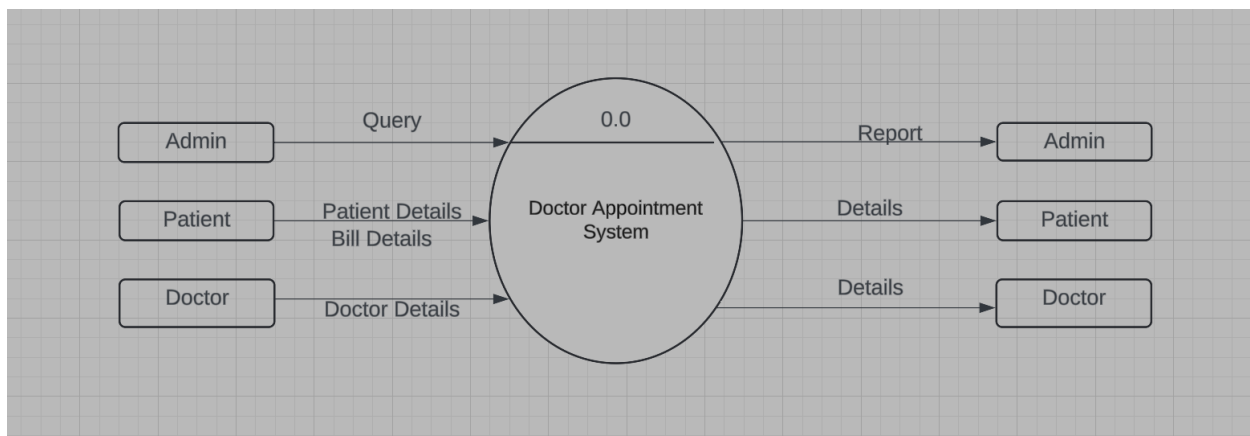 0.0
Query
Report
Admin
Admin
Patient
Patient Details
Bill Details
Doctor Appointment
System
Details
Patient
Doctor
Doctor Details
Details
Doctor